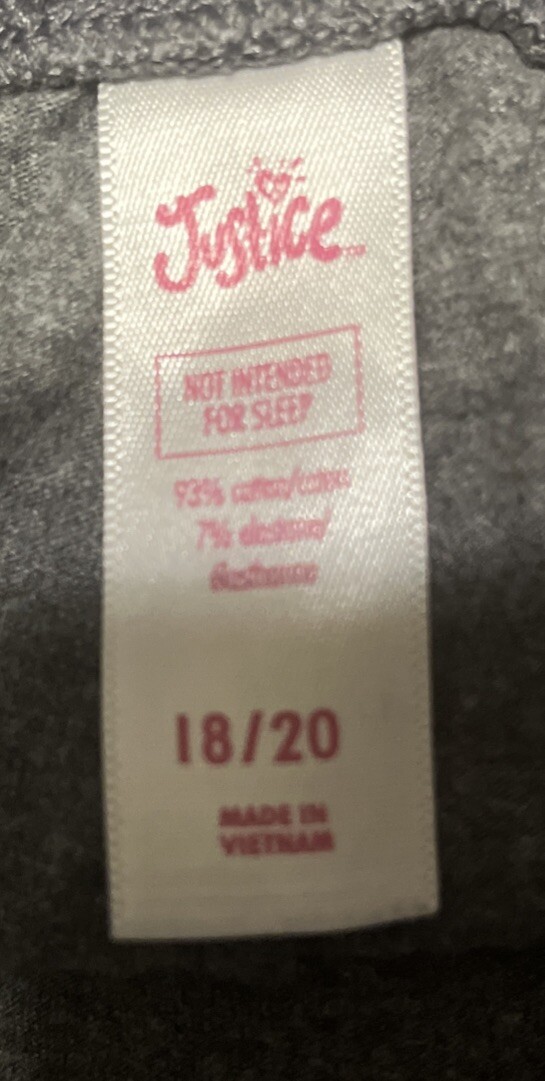 Justice
NOT INTENDED
FOR SLEEP
93% cotton/coton
7% elastane/
élasthanne
18/20
MADE IN
VIETNAM